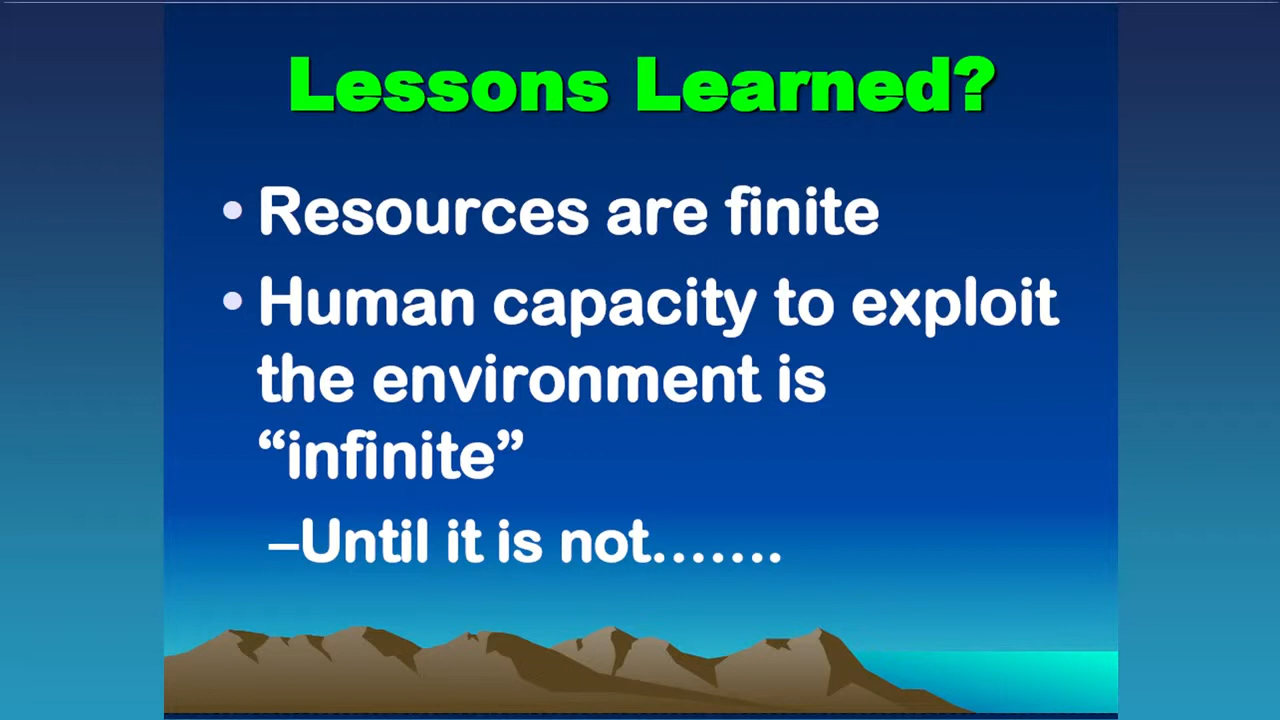 Lessons Learned?
• Resources are finite
• Human capacity to exploit
the environment is
“infinite”
–Until it is not.......